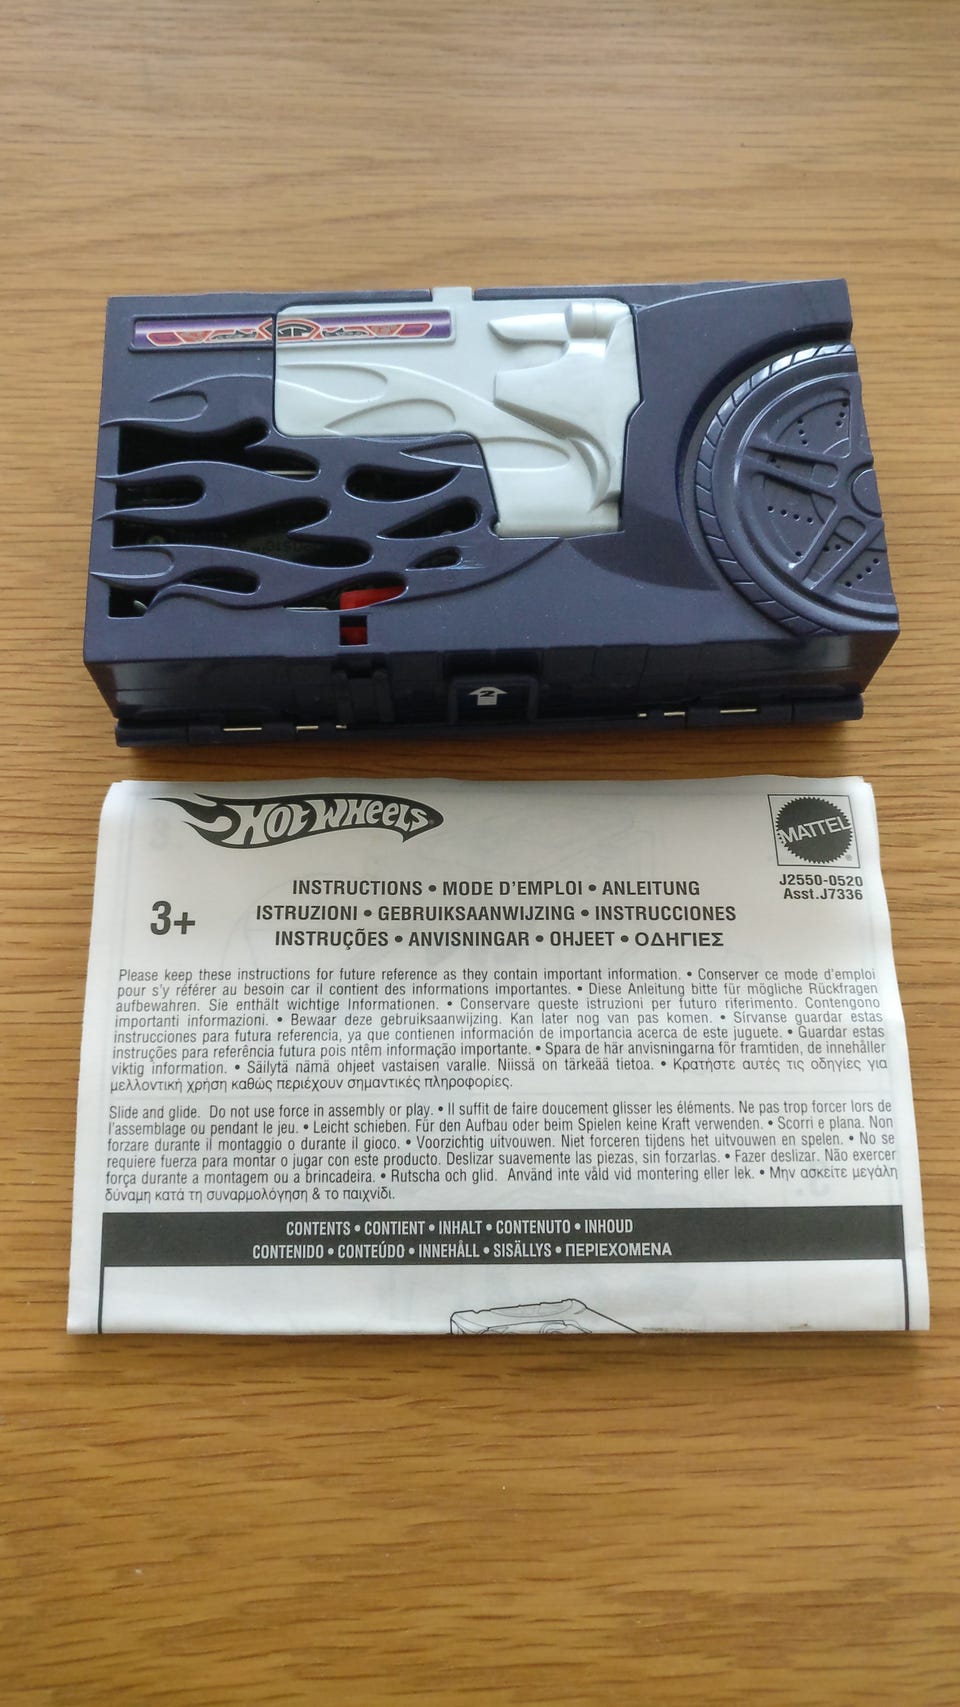 2
HOT WHEELS
MATTEL
®
J2550-0520
Asst.J7336
3+
INSTRUCTIONS • MODE D'EMPLOI • ANLEITUNG
ISTRUZIONI • GEBRUIKSAANWIJZING • INSTRUCCIONES
INSTRUÇÕES • ANVISNINGAR • OHJEET • ΟΔΗΓΙΕΣ
Please keep these instructions for future reference as they contain important information. • Conserver ce mode d'emploi
pour s'y référer au besoin car il contient des informations importantes. • Diese Anleitung bitte für mögliche Rückfragen
aufbewahren. Sie enthält wichtige Informationen. • Conservare queste istruzioni per futuro riferimento. Contengono
importanti informazioni. • Bewaar deze gebruiksaanwijzing. Kan later nog van pas komen. • Sírvanse guardar estas
instrucciones para futura referencia, ya que contienen información de importancia acerca de este juguete. • Guardar estas
instruções para referência futura pois ntêm informação importante. • Spara de här anvisningarna för framtiden, de innehåller
viktig information. • Säilytä nämä ohjeet vastaisen varalle. Niissä on tärkeää tietoa. • Κρατήστε αυτές τις οδηγίες για
μελλοντική χρήση καθώς περιέχουν σημαντικές πληροφορίες.
Slide and glide. Do not use force in assembly or play. • Il suffit de faire doucement glisser les éléments. Ne pas trop forcer lors de
l'assemblage ou pendant le jeu. • Leicht schieben. Für den Aufbau oder beim Spielen keine Kraft verwenden. • Scorri e plana. Non
forzare durante il montaggio o durante il gioco. • Voorzichtig uitvouwen. Niet forceren tijdens het uitvouwen en spelen. • No se
requiere fuerza para montar o jugar con este producto. Deslizar suavemente las piezas, sin forzarlas. • Fazer deslizar. Não exercer
força durante a montagem ou a brincadeira. • Rutscha och glid. Använd inte våld vid montering eller lek. • Μην ασκείτε μεγάλη
δύναμη κατά τη συναρμολόγηση & το παιχνίδι.
CONTENTS • CONTIENT • INHALT • CONTENUTO • INHOUD
CONTENIDO • CONTEÚDO • INNEHÅLL • SISÄLLYS • ΠΕΡΙΕΧΟΜΕΝΑ